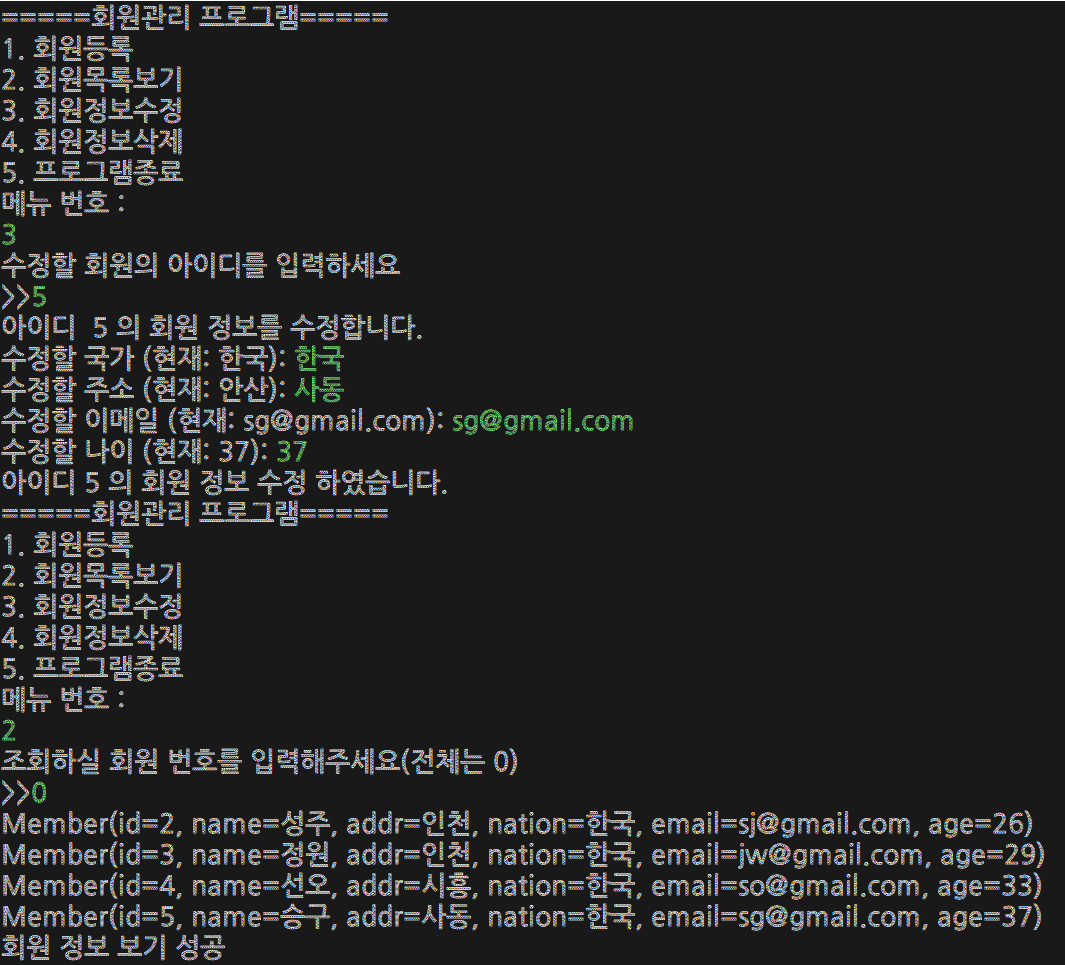 =====회원관리 프로그램=====
1. 회원등록
2. 회원목록보기
3. 회원정보수정
4. 회원정보삭제
5. 프로그램종료
메뉴 번호 :
3
수정할 회원의 아이디를 입력하세요
>>5
아이디  5 의 회원 정보를 수정합니다.
수정할 국가 (현재: 한국): 한국
수정할 주소 (현재: 안산): 사동
수정할 이메일 (현재: sg@gmail.com): sg@gmail.com
수정할 나이 (현재: 37): 37
아이디 5 의 회원 정보 수정 하였습니다.
=====회원관리 프로그램=====
1. 회원등록
2. 회원목록보기
3. 회원정보수정
4. 회원정보삭제
5. 프로그램종료
메뉴 번호 :
2
조회하실 회원 번호를 입력해주세요(전체는 0)
>>0
Member(id=2, name=성주, addr=인천, nation=한국, email=sj@gmail.com, age=26)
Member(id=3, name=정원, addr=인천, nation=한국, email=jw@gmail.com, age=29)
Member(id=4, name=선오, addr=시흥, nation=한국, email=so@gmail.com, age=33)
Member(id=5, name=승구, addr=사동, nation=한국, email=sg@gmail.com, age=37)
회원 정보 보기 성공